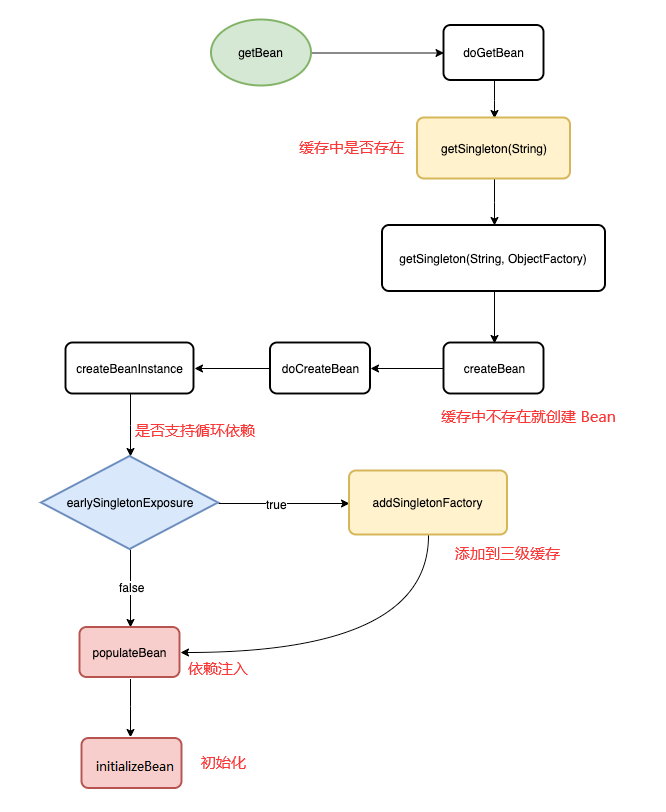 getBean
doGetBean
缓存中是否存在
getSingleton(String)
getSingleton(String, ObjectFactory)
createBeanInstance
doCreateBean
createBean
缓存中不存在就创建 Bean
是否支持循环依赖
earlySingletonExposure
true
addSingletonFactory
添加到三级缓存
false
populateBean
依赖注入
initializeBean
初始化